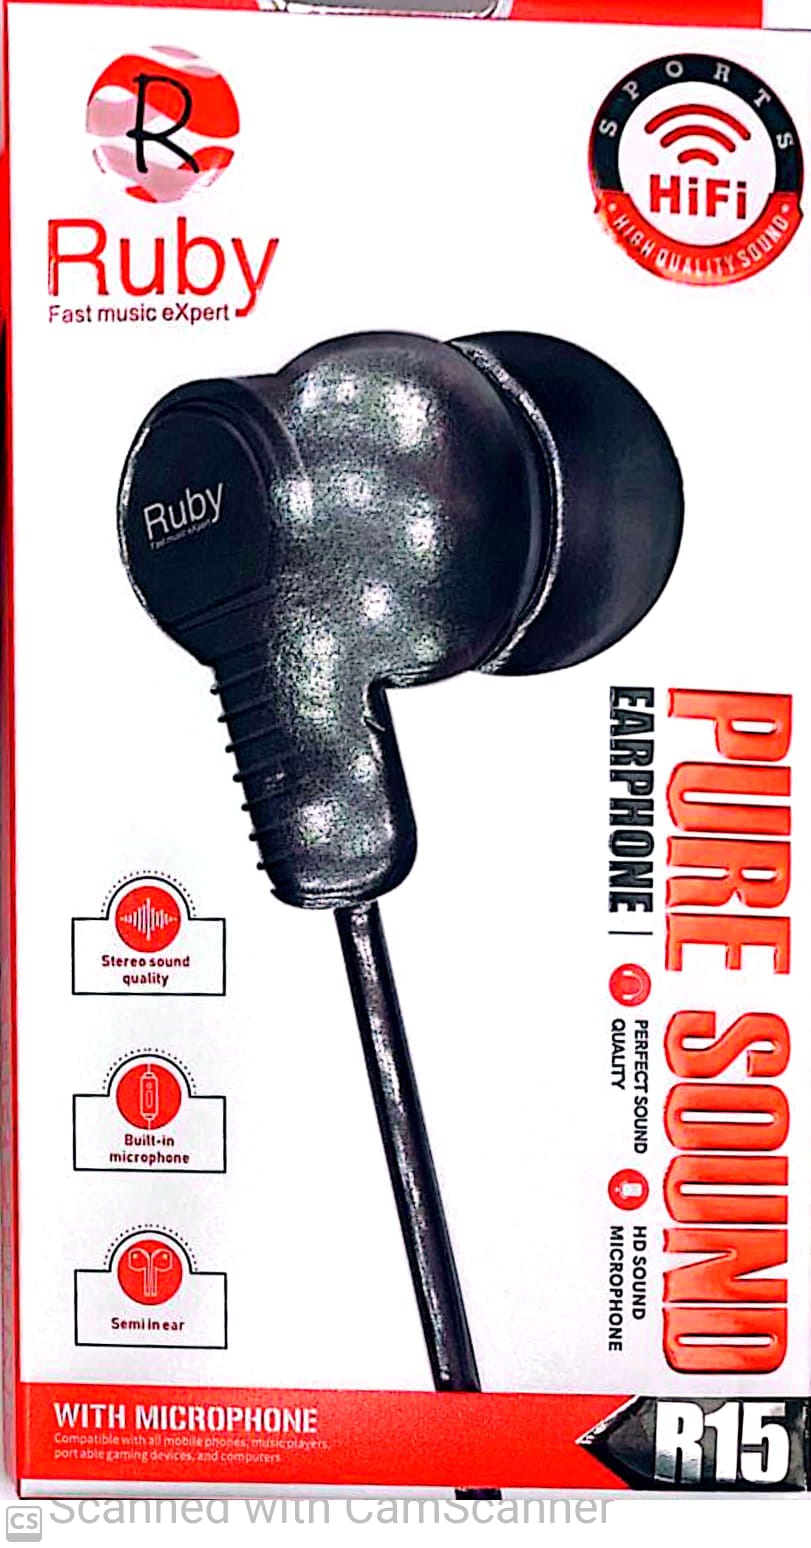 R
Ruby
Fast music eXpert
SPORTS
HiFi
HIGH QUALITY SOUND
Ruby
Fast music eXpert
PURE SOUND
EARPHONE
PERFECT SOUND
QUALITY
HD SOUND
MICROPHONE
Stereo sound
quality
Built-in
microphone
Semi in ear
WITH MICROPHONE
Compatible with all mobile phones, music players,
port able gaming devices, and computers
R15
CS Scanned with CamScanner